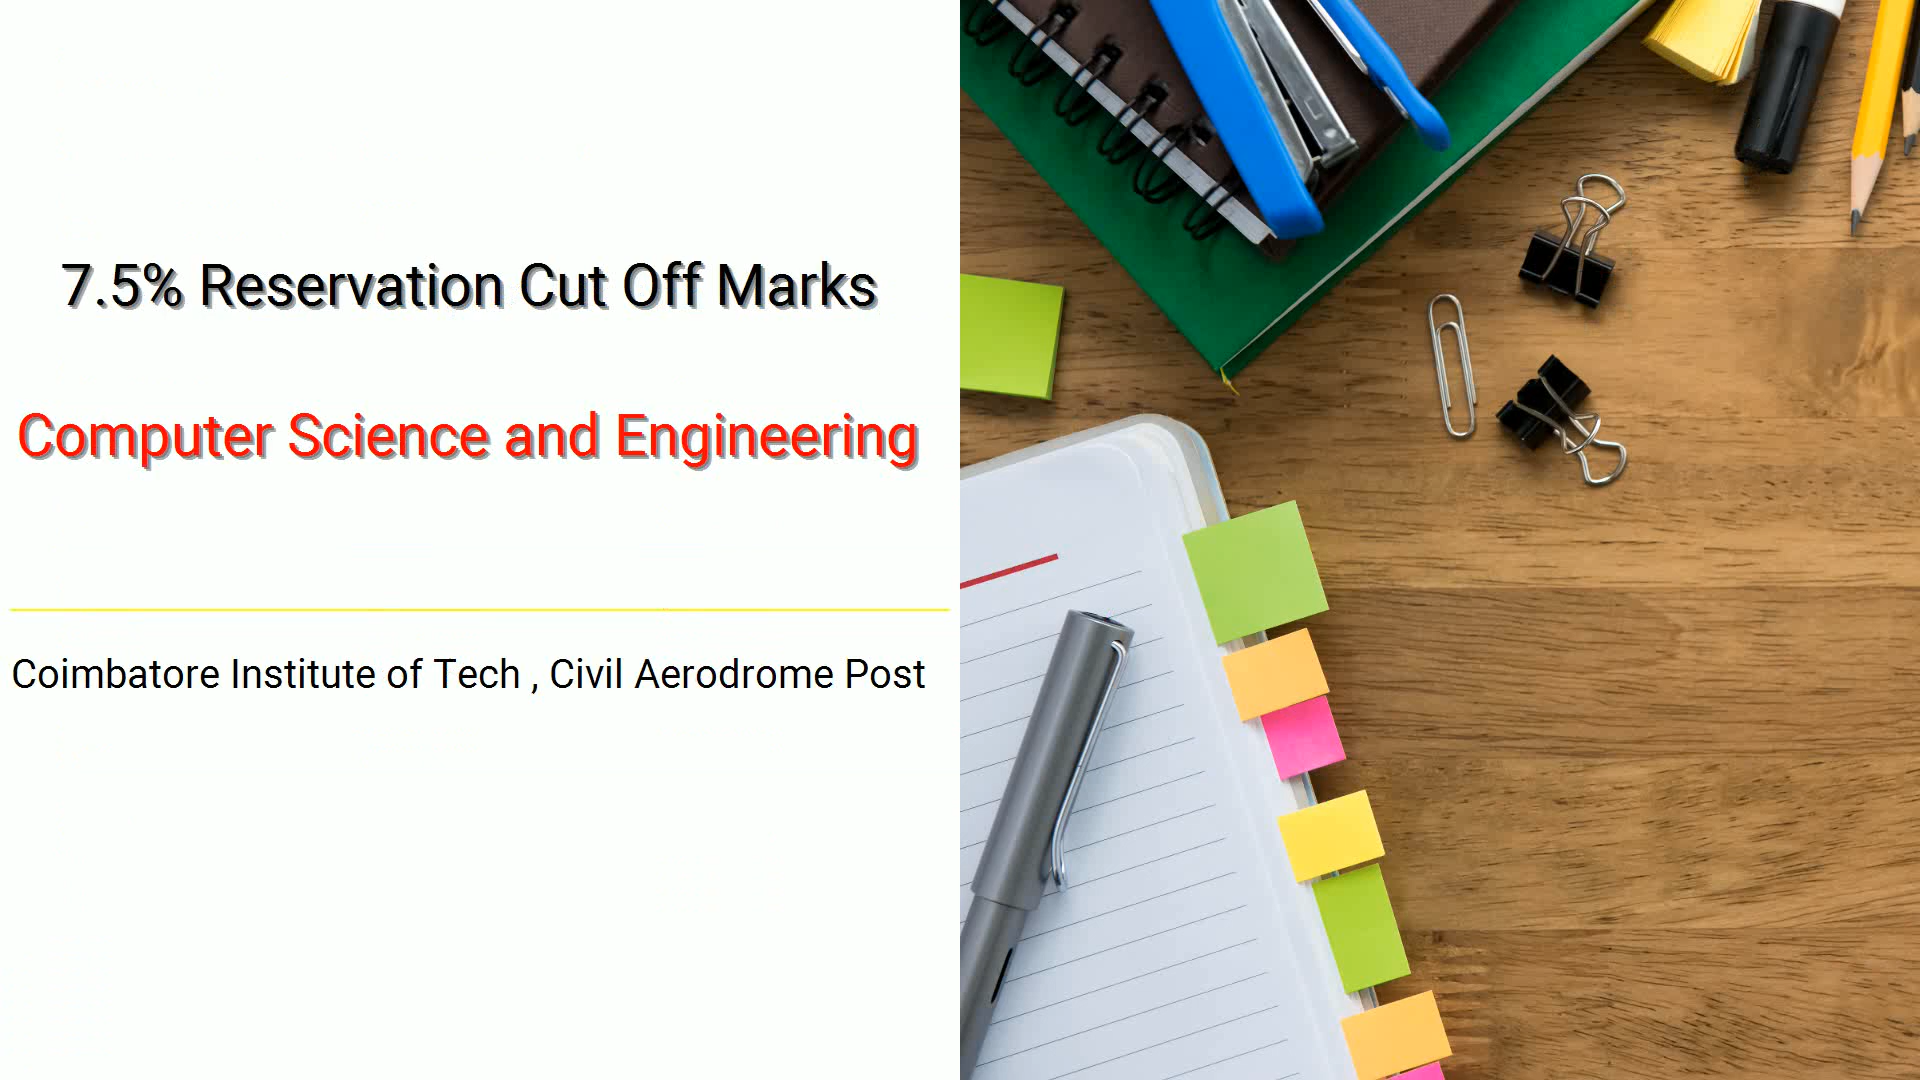 7.5% Reservation Cut Off Marks
Computer Science and Engineering
Coimbatore Institute of Tech , Civil Aerodrome Post